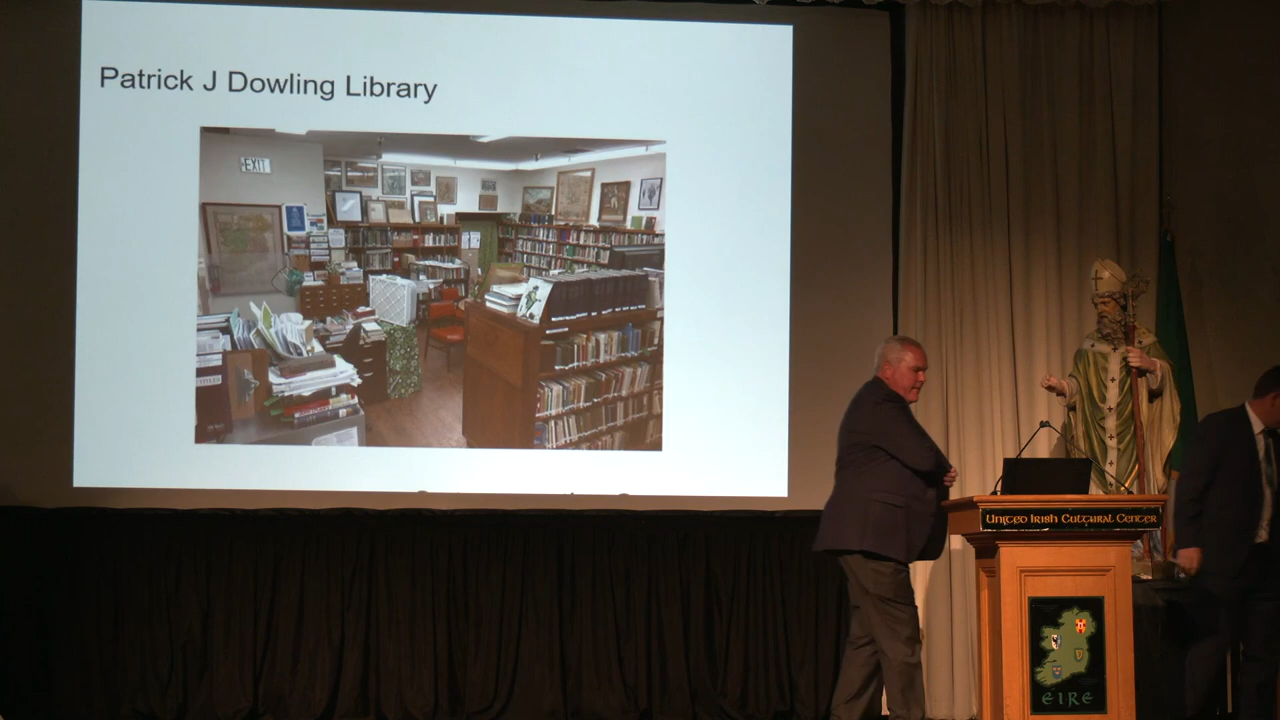 Patrick J Dowling Library
EXIT
United Irish Cultural Center
EIRE